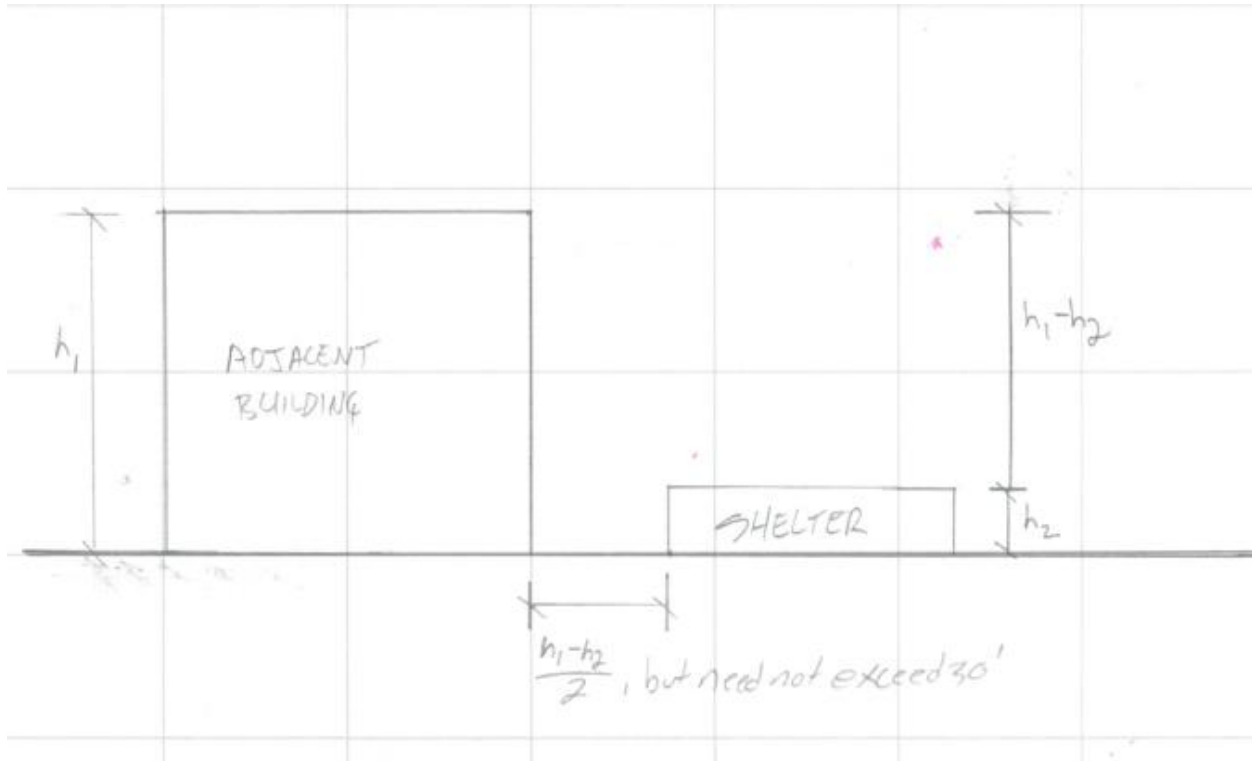 h₁
ADJACENT
BUILDING
h₁-h₂
SHELTER
h₂
h₁-h₂
2 , but need not exceed 30'